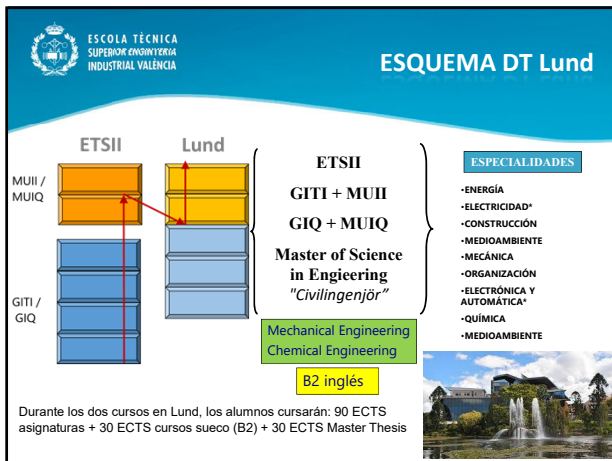 ESCOLA TÉCNICA
SUPERIOR ENGINYERIA
INDUSTRIAL VALÈNCIA
ESQUEMA DT Lund
ETSII
Lund
MUII /
MUIQ
GITI /
GIQ
ETSII
GITI + MUII
GIQ + MUIQ
Master of Science
in Engieering
"Civilingenjör”
Mechanical Engineering
Chemical Engineering
B2 inglés
ESPECIALIDADES
•ENERGÍA
•ELECTRICIDAD*
•CONSTRUCCIÓN
•MEDIOAMBIENTE
•MECÁNICA
•ORGANIZACIÓN
•ELECTRÓNICA Y
AUTOMÁTICA*
•QUÍMICA
•MEDIOAMBIENTE
Durante los dos cursos en Lund, los alumnos cursarán: 90 ECTS
asignaturas + 30 ECTS cursos sueco (B2) + 30 ECTS Master Thesis